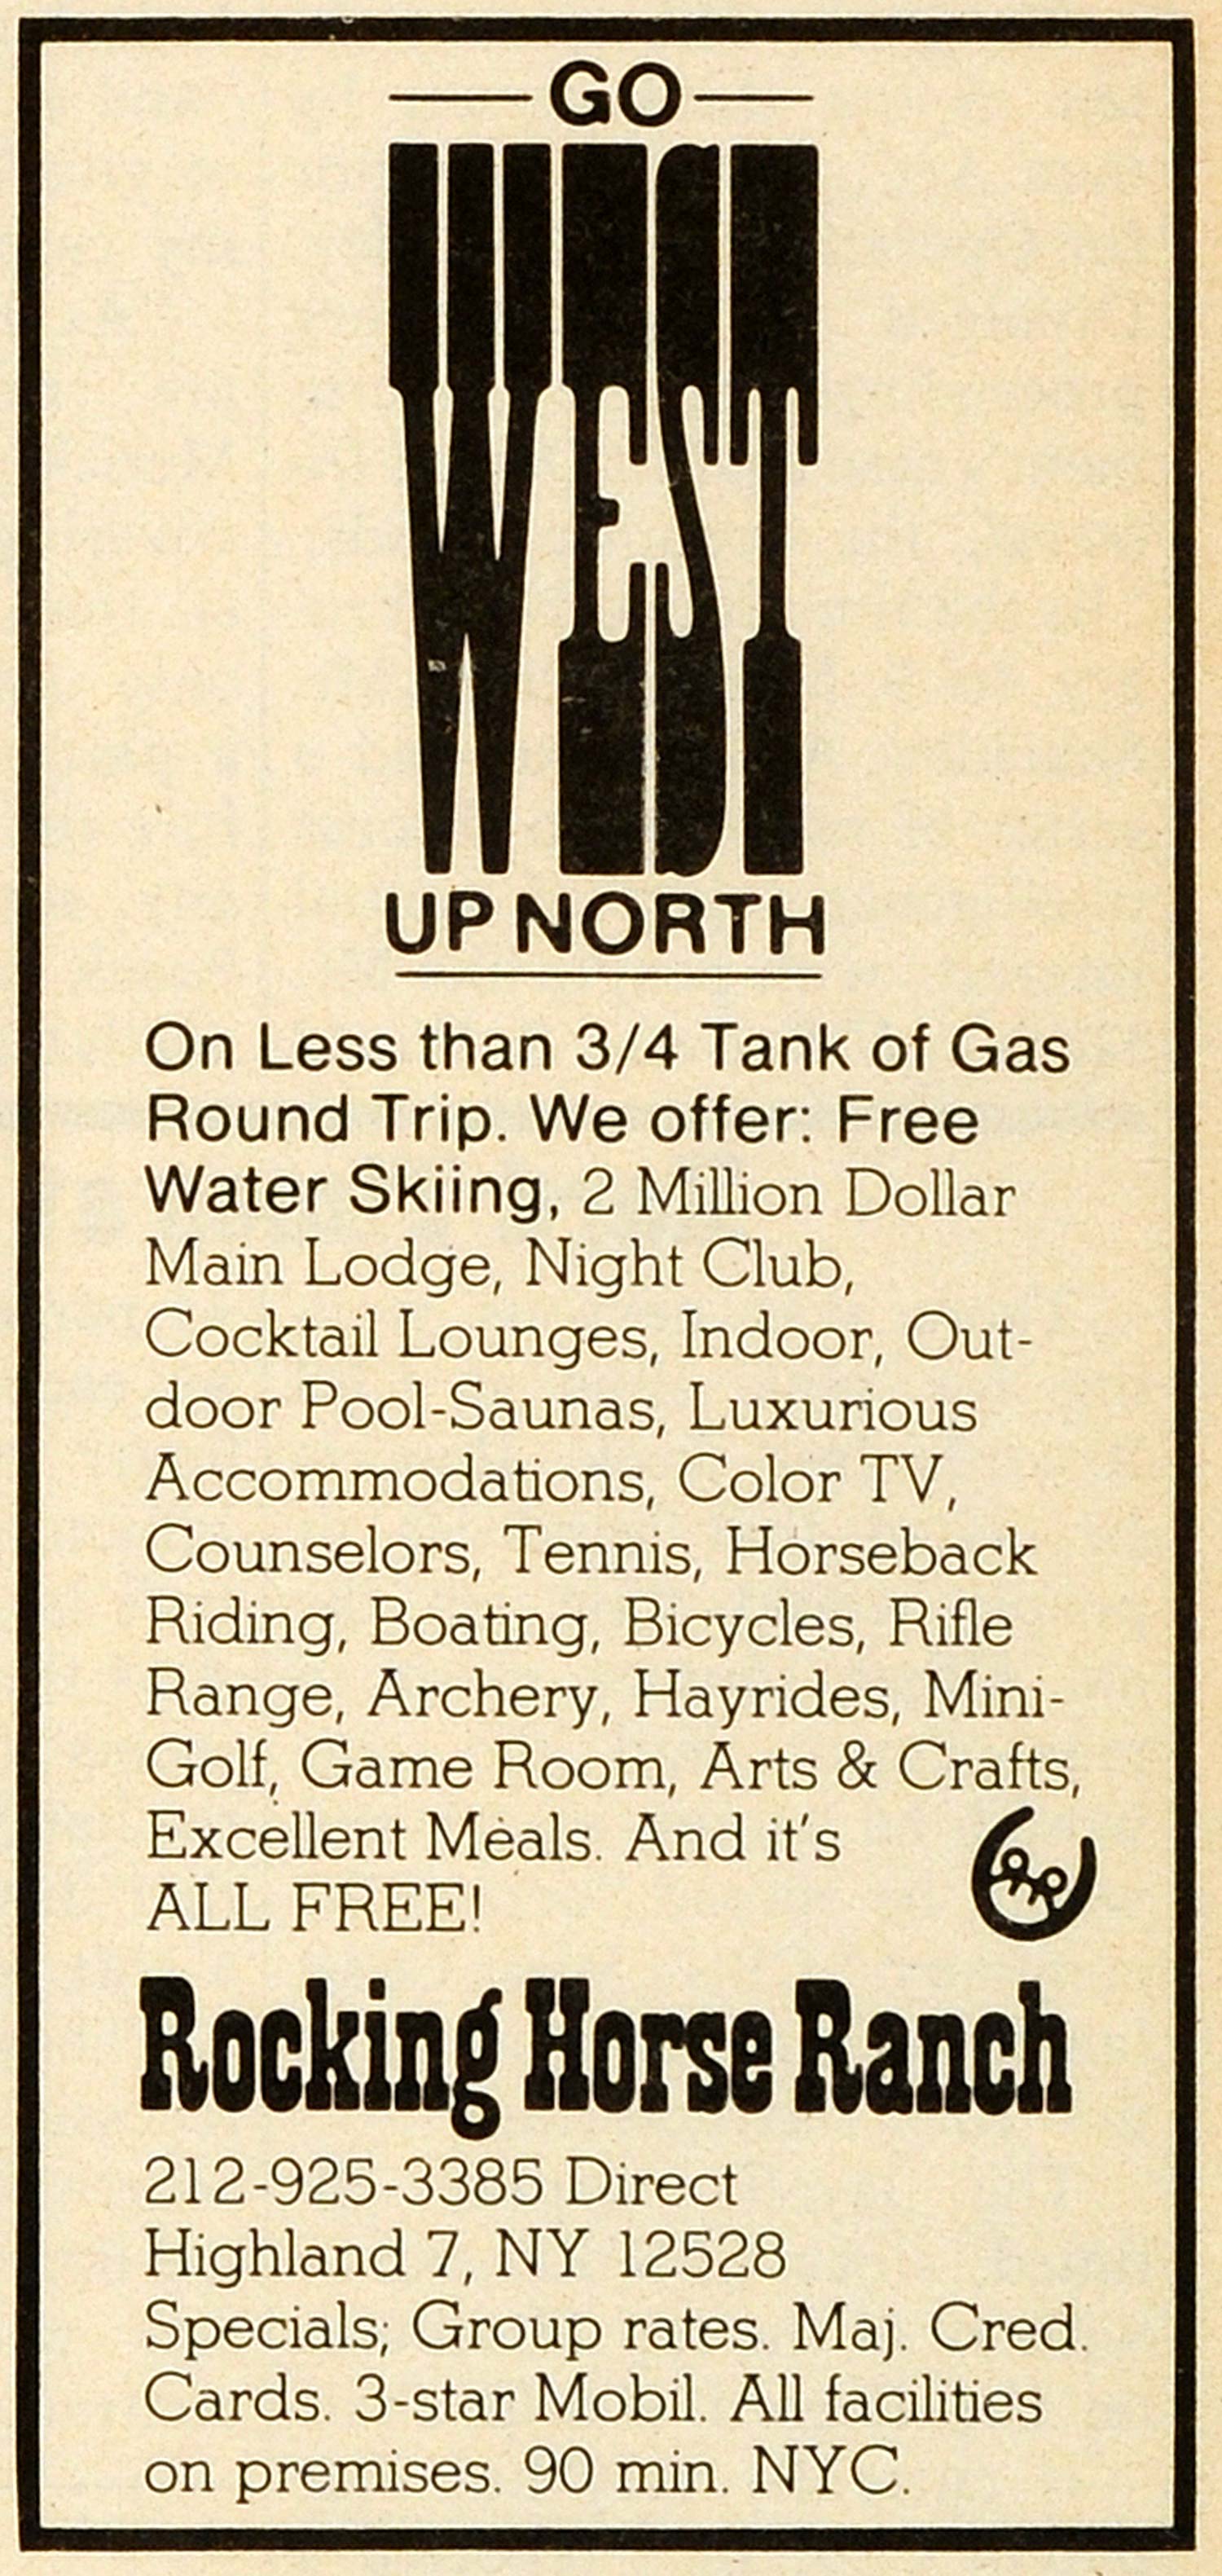 GO
WEST
UP NORTH
On Less than 3/4 Tank of Gas
Round Trip. We offer: Free
Water Skiing, 2 Million Dollar
Main Lodge, Night Club,
Cocktail Lounges, Indoor, Out-
door Pool-Saunas, Luxurious
Accommodations, Color TV,
Counselors, Tennis, Horseback
Riding, Boating, Bicycles, Rifle
Range, Archery, Hayrides, Mini-
Golf, Game Room, Arts & Crafts,
Excellent Meals. And it's
ALL FREE!
Rocking Horse Ranch
212-925-3385 Direct
Highland 7, NY 12528
Specials; Group rates. Maj. Cred.
Cards. 3-star Mobil. All facilities
on premises. 90 min. NYC.